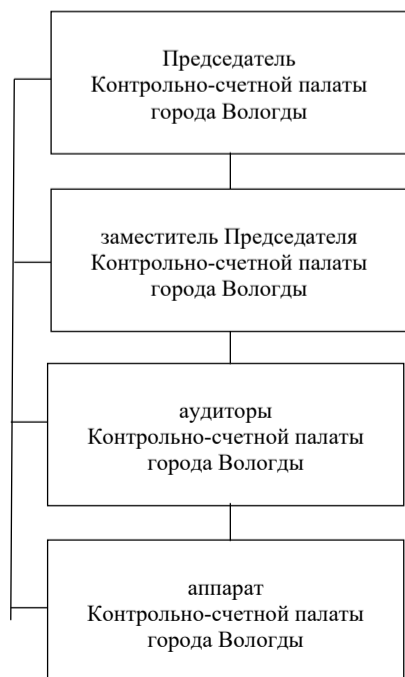 Председатель
Контрольно-счетной палаты
города Вологды
заместитель Председателя
Контрольно-счетной палаты
города Вологды
аудиторы
Контрольно-счетной палаты
города Вологды
аппарат
Контрольно-счетной палаты
города Вологды